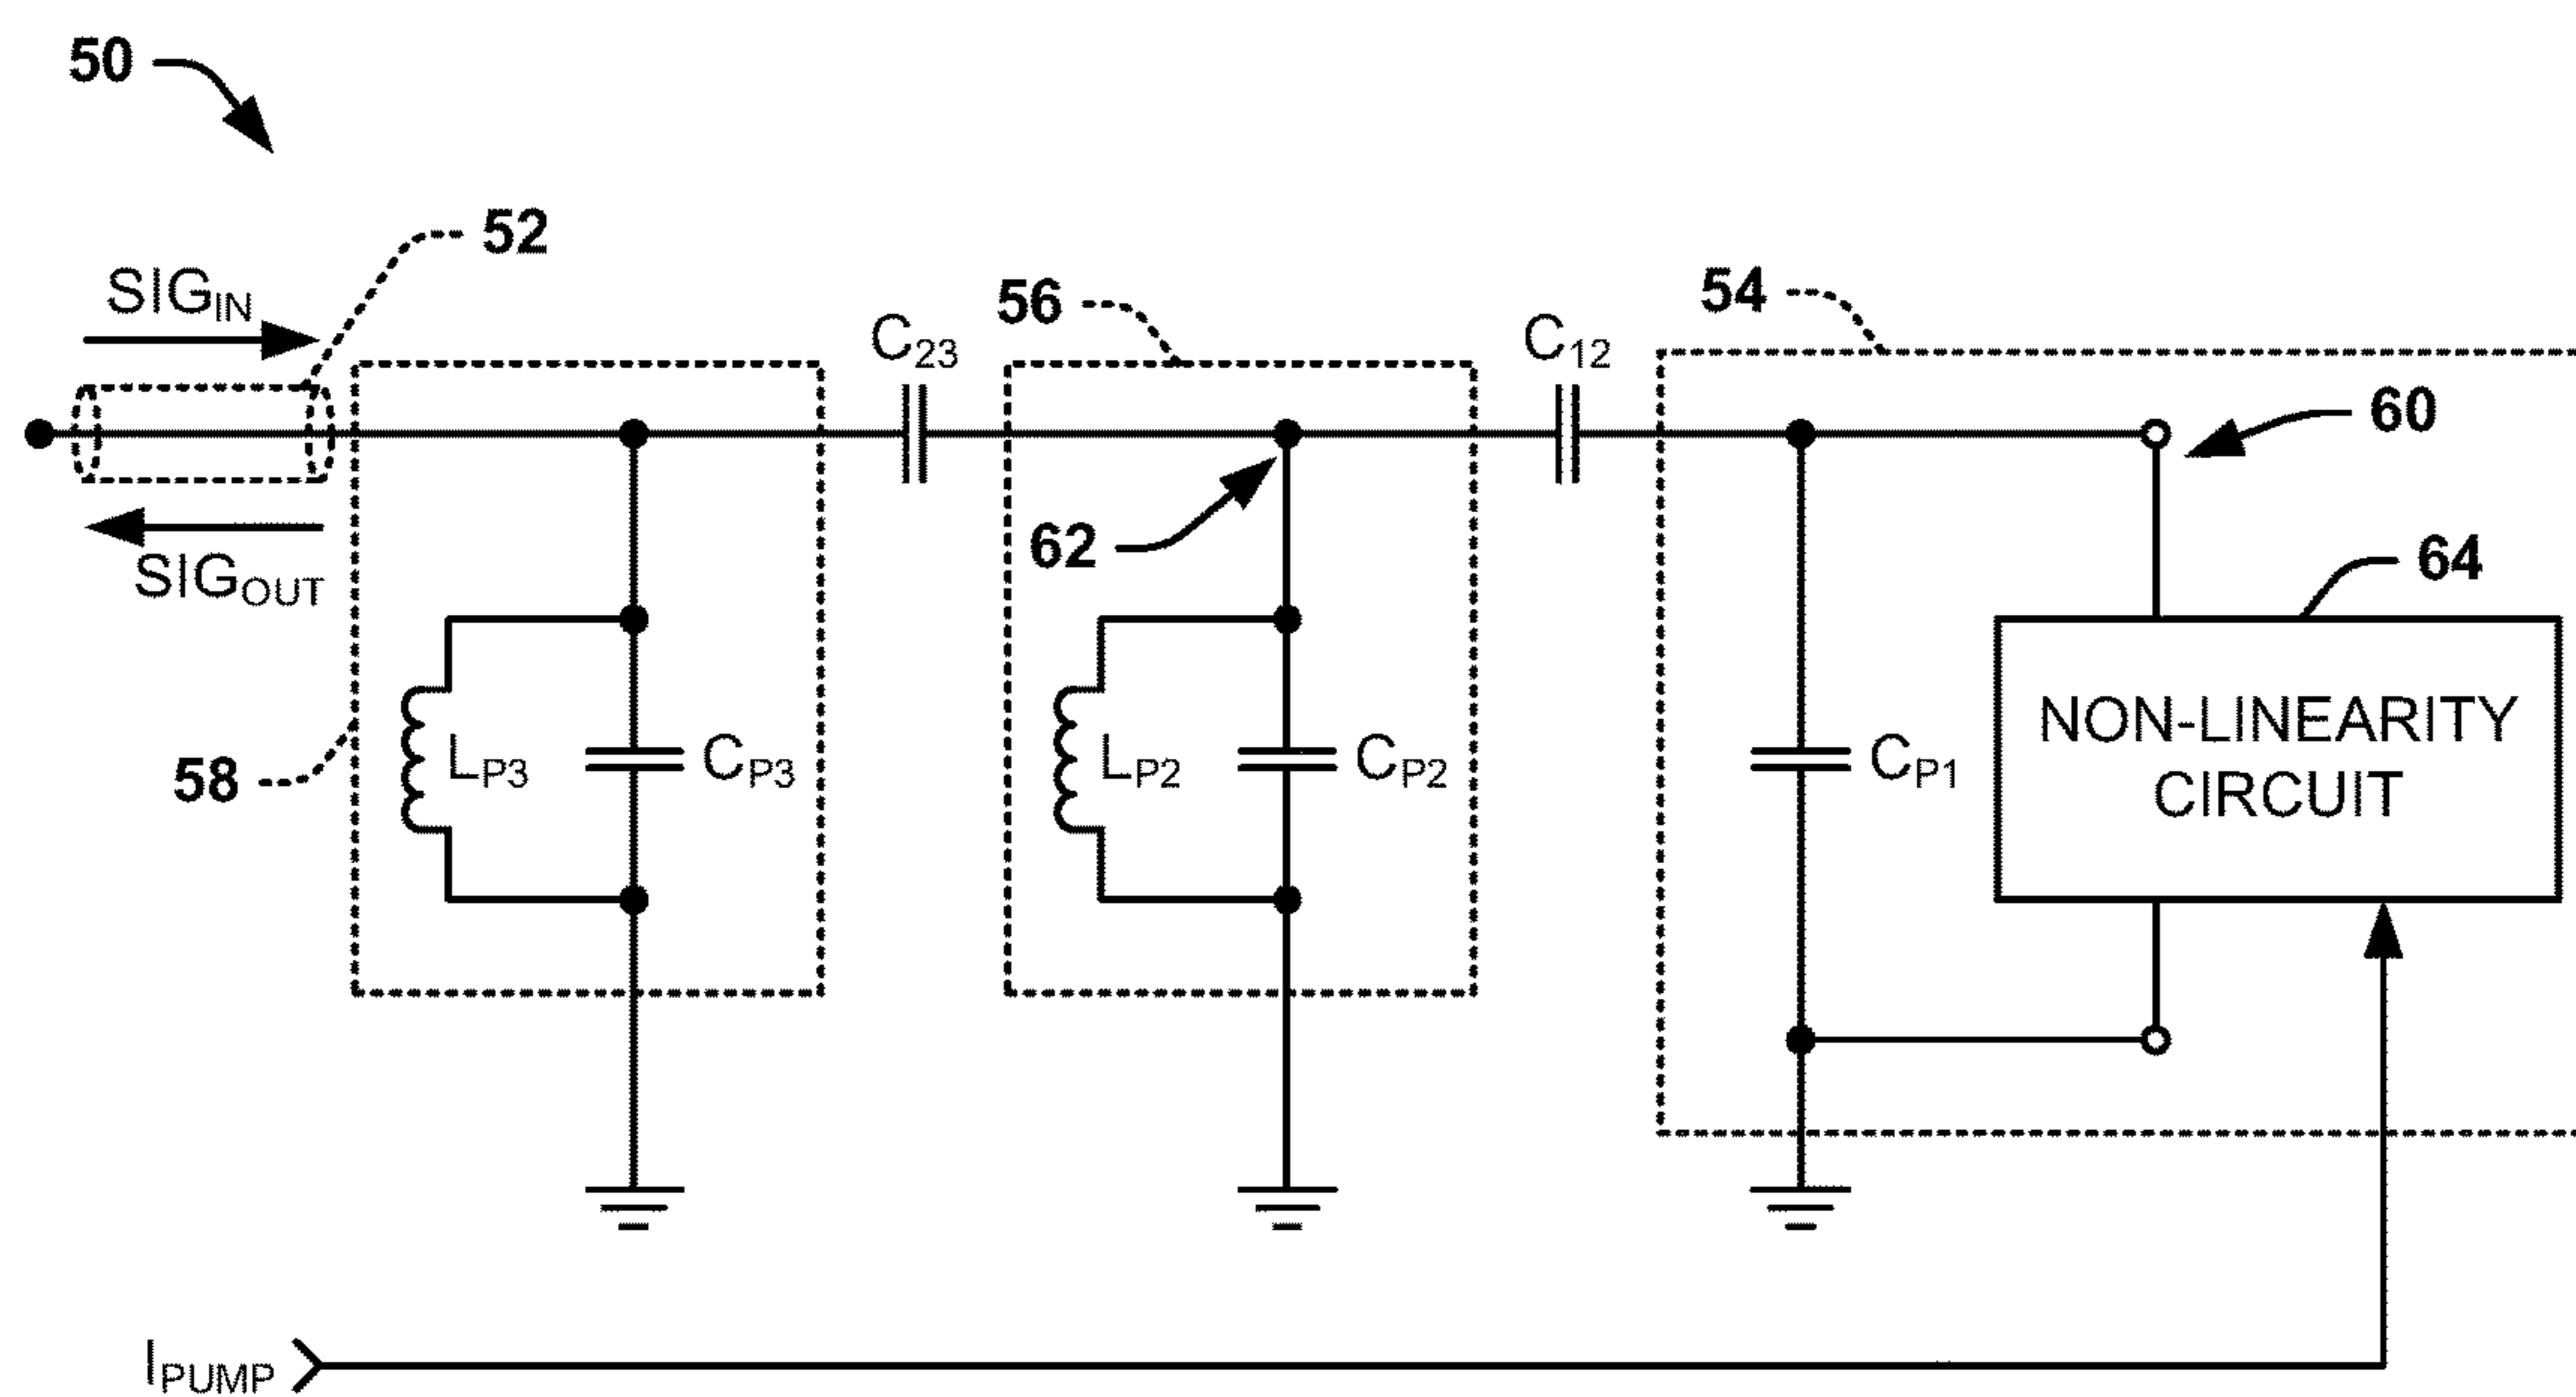 50
52
SIG_IN
56
54
C_23
C_12
60
62
64
SIG_OUT
NON-LINEARITY
CIRCUIT
58
L_P3
C_P3
L_P2
C_P2
C_P1
I_PUMP